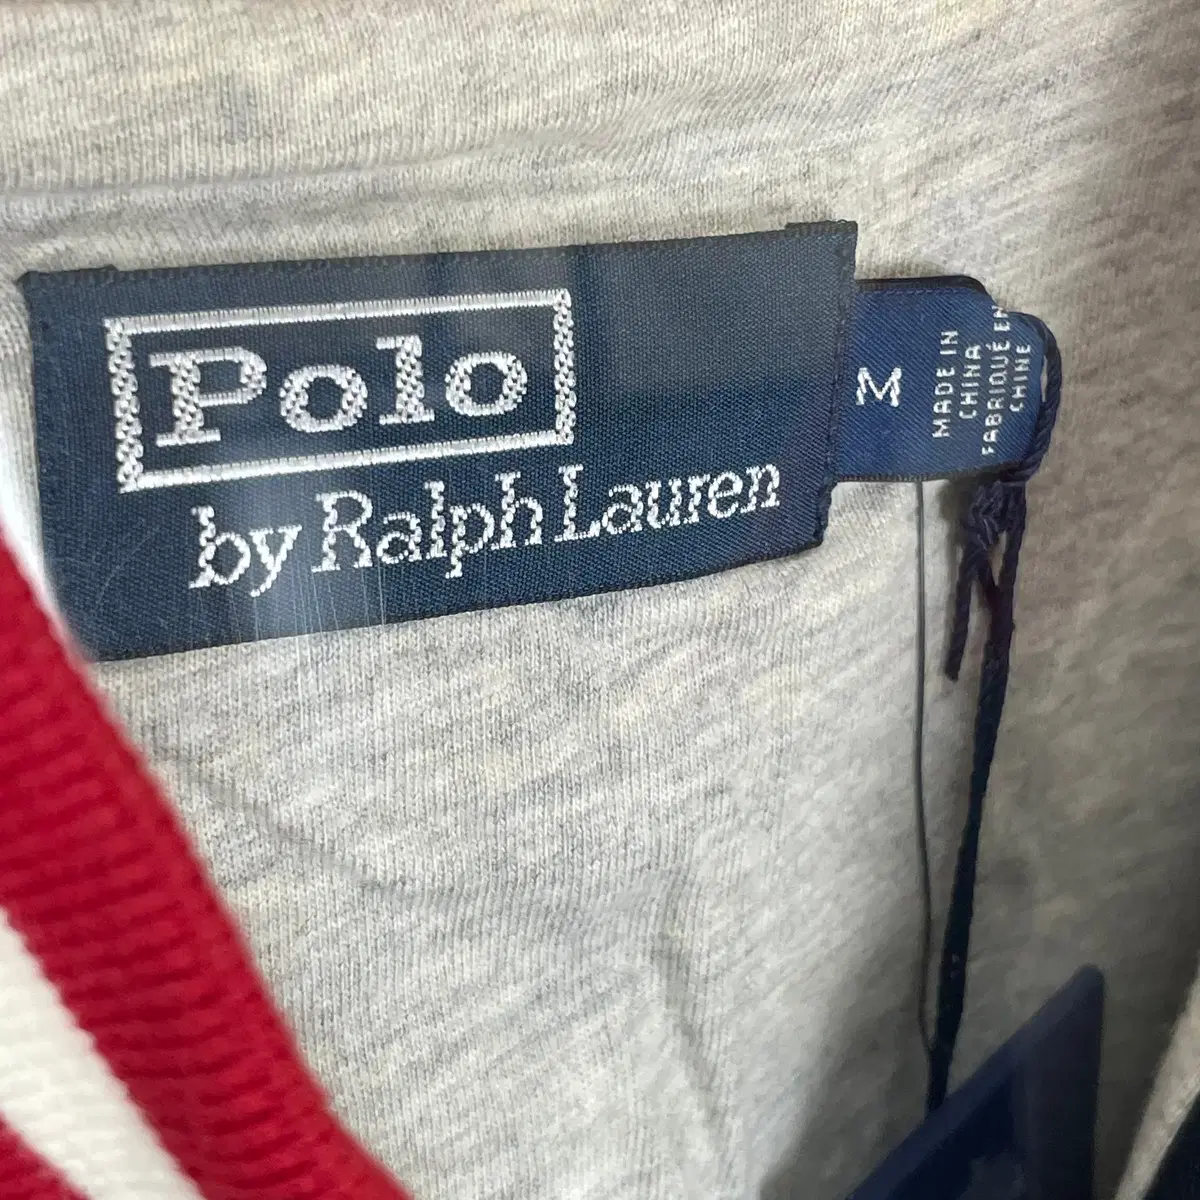 Polo
by Ralph Lauren
M
MADE IN
CHINA
FABRIQUÉ EN
CHINE